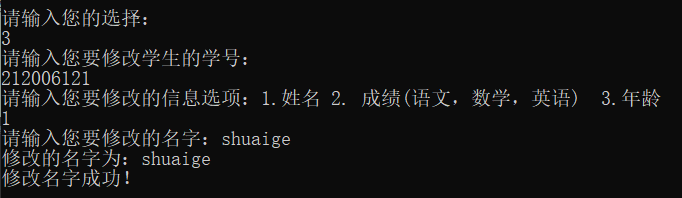 请输入您的选择：
3
请输入您要修改学生的学号：
212006121
请输入您要修改的信息选项：1.姓名 2. 成绩(语文，数学，英语)  3.年龄
1
请输入您要修改的名字：shuaige
修改的名字为：shuaige
修改名字成功！